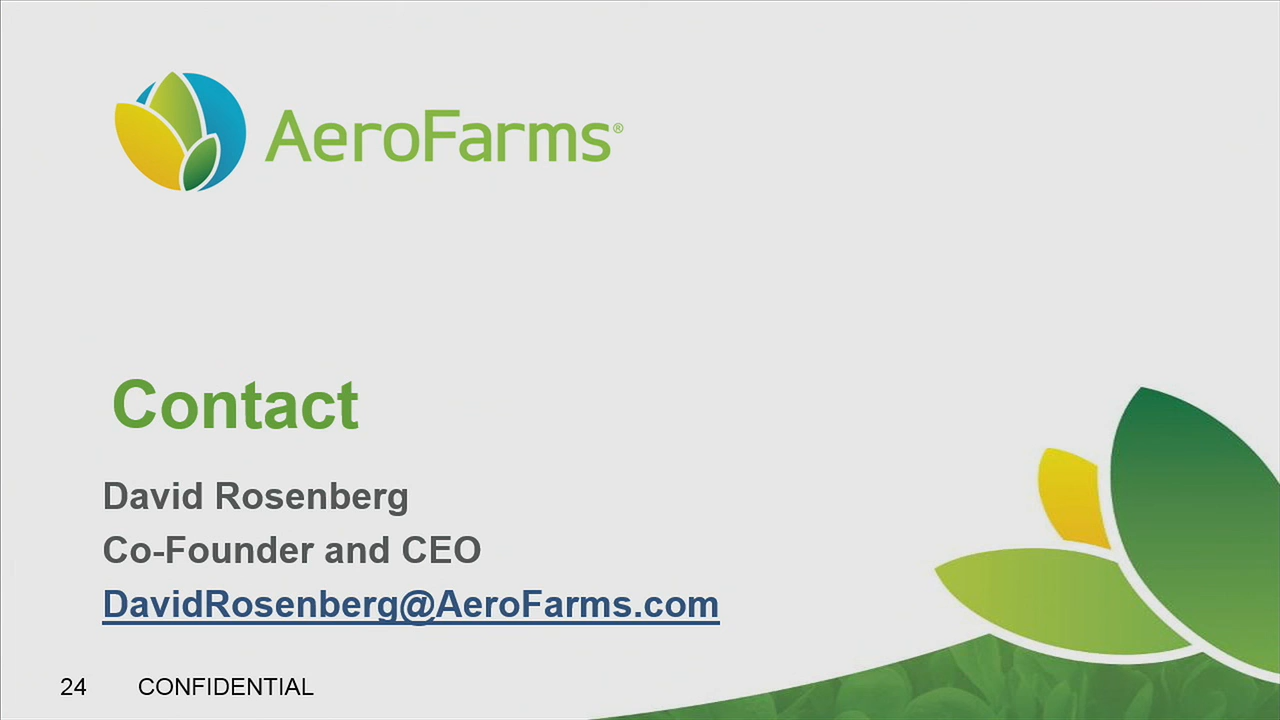 AeroFarms®
Contact
David Rosenberg
Co-Founder and CEO
DavidRosenberg@AeroFarms.com
24 CONFIDENTIAL